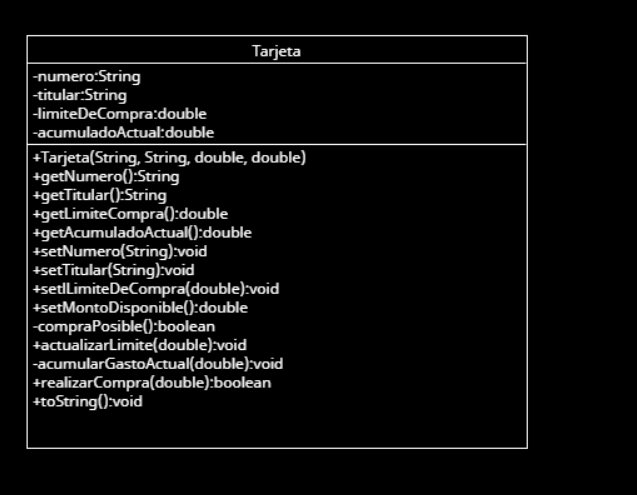 Tarjeta
-numero:String
-titular:String
-limiteDeCompra:double
-acumuladoActual:double
+Tarjeta(String, String, double, double)
+getNumero():String
+getTitular():String
+getLimiteCompra():double
+getAcumuladoActual():double
+setNumero(String):void
+setTitular(String):void
+setlLimiteDeCompra(double):void
+setMontoDisponible():double
-compraPosible():boolean
+actualizarLimite(double):void
-acumularGastoActual(double):void
+realizarCompra(double):boolean
+toString():void